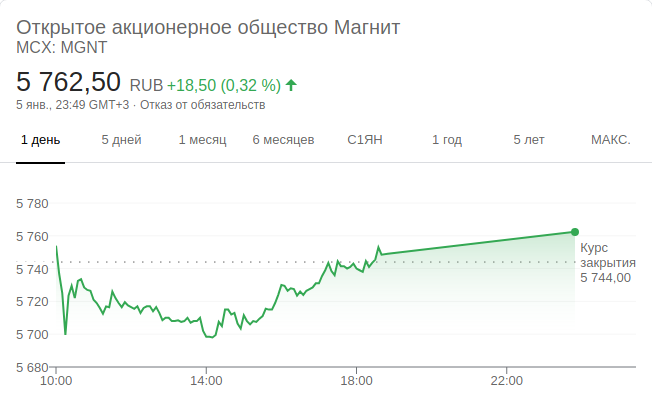 Открытое акционерное общество Магнит
MCX: MGNT
5 762,50 RUB +18,50 (0,32 %)
5 янв., 23:49 GMT+3 · Отказ от обязательств
1 день 5 дней 1 месяц 6 месяцев С1ЯН 1 год 5 лет МАКС.
5 780
5 760
Курс
закрытия
5 744,00
5 740
5 720
5 700
5 680
10:00 14:00 18:00 22:00